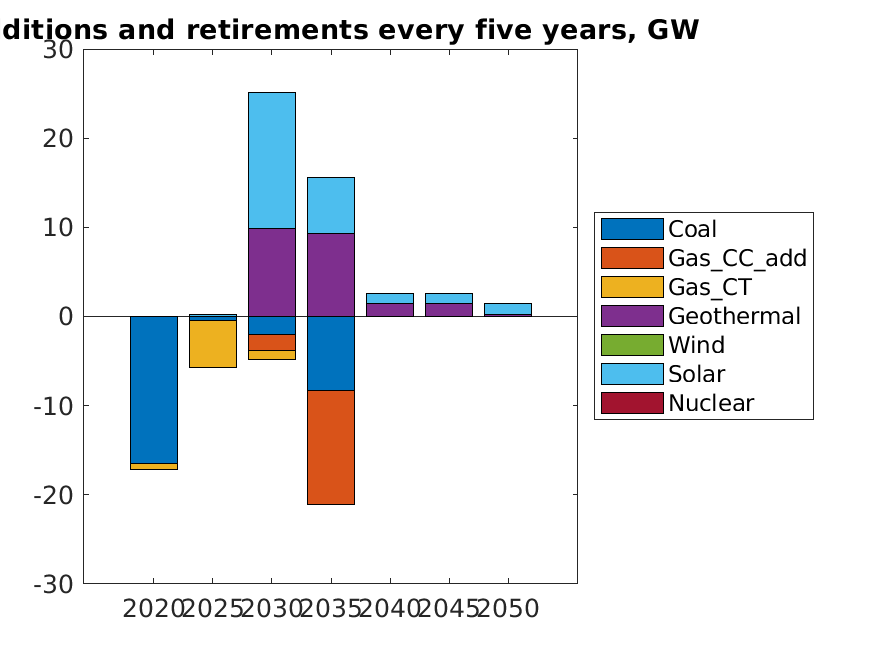 ditions and retirements every five years, GW
30
20
10
0
-10
-20
-30
2020 2025 2030 2035 2040 2045 2050
Coal
Gas_CC_add
Gas_CT
Geothermal
Wind
Solar
Nuclear